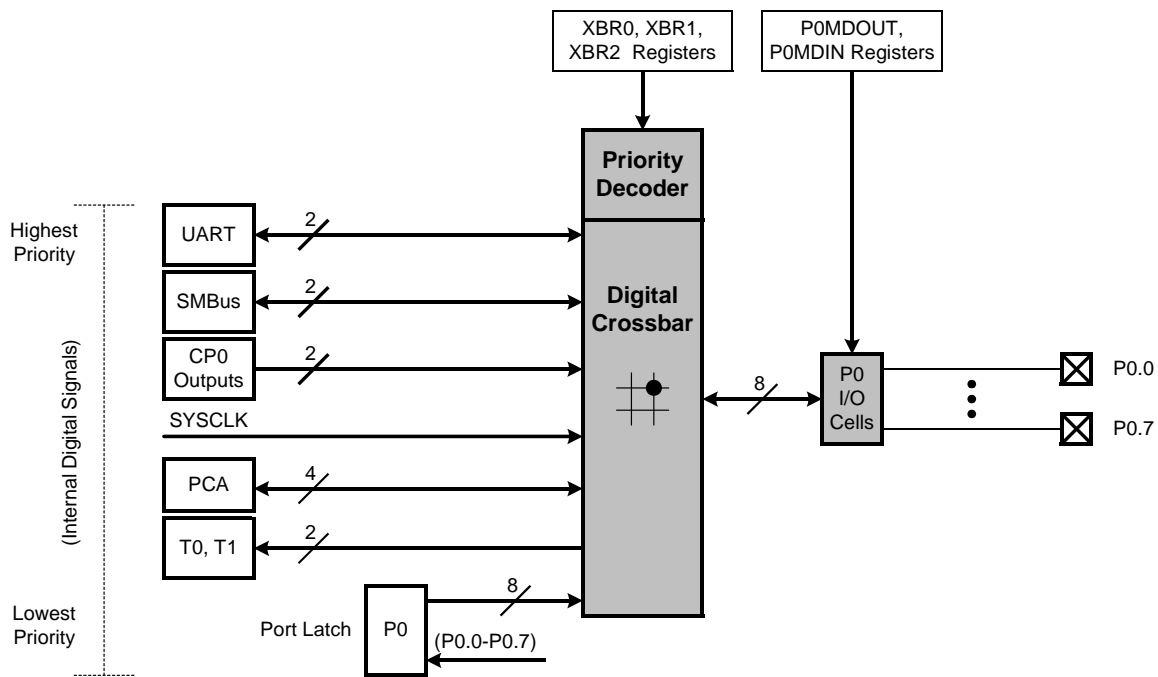 XBR0, XBR1,
XBR2 Registers
P0MDOUT,
P0MDIN Registers
Priority
Decoder
Highest
Priority
UART
2
SMBus
2
Digital
Crossbar
CP0
Outputs
2
(Internal Digital Signals)
SYSCLK
8
P0
I/O
Cells
P0.0
P0.7
PCA
4
T0, T1
2
Lowest
Priority
Port Latch
P0
8
(P0.0-P0.7)